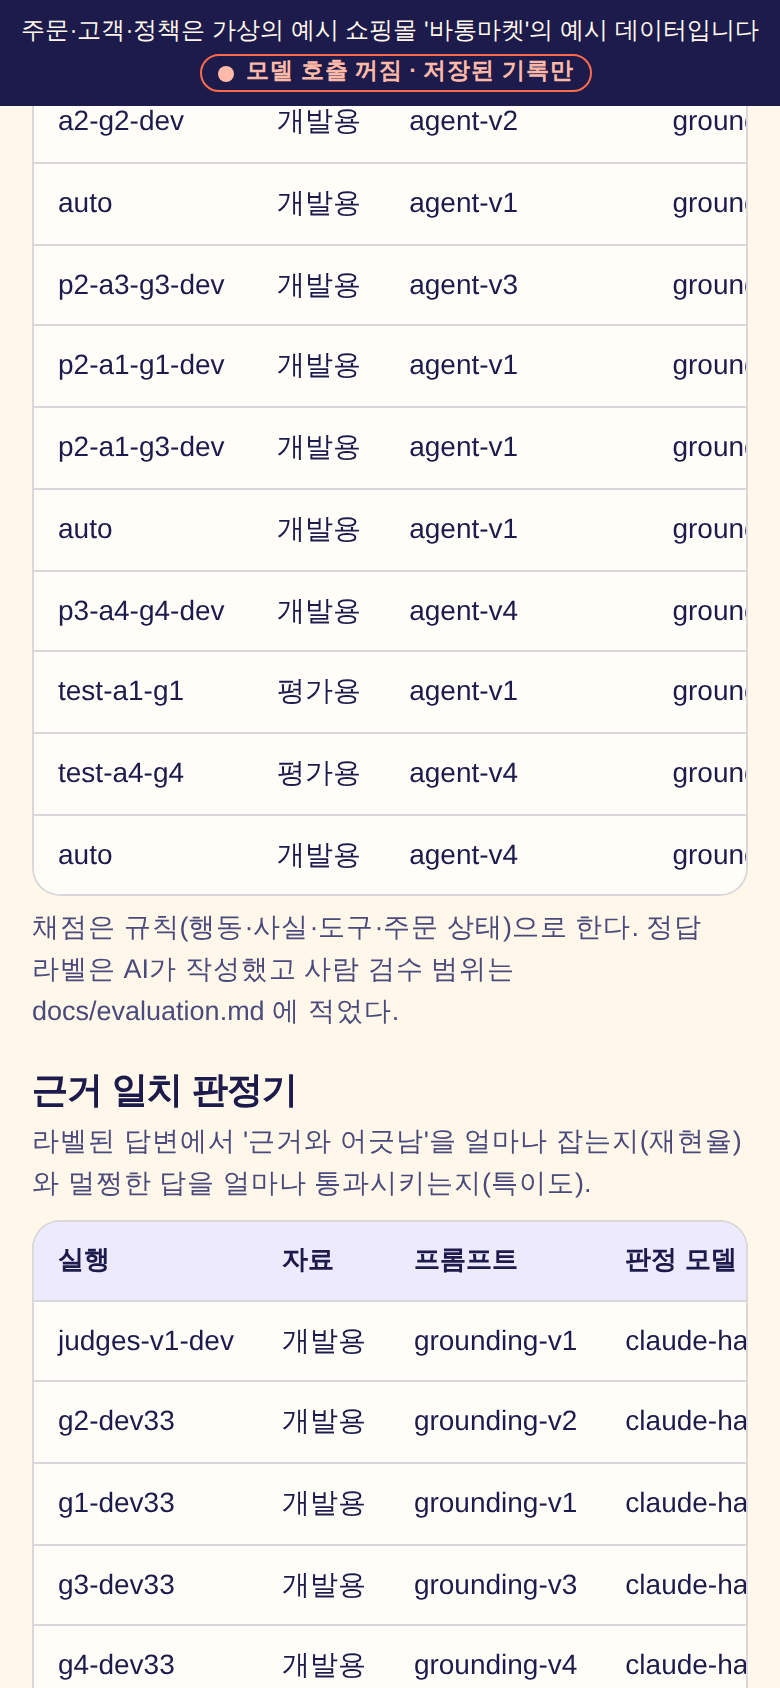 주문·고객·정책은 가상의 예시 쇼핑몰 '바통마켓'의 예시 데이터입니다
모델 호출 꺼짐 · 저장된 기록만
a2-g2-dev 개발용 agent-v2
auto 개발용 agent-v1
p2-a3-g3-dev 개발용 agent-v3
p2-a1-g1-dev 개발용 agent-v1
p2-a1-g3-dev 개발용 agent-v1
auto 개발용 agent-v1
p3-a4-g4-dev 개발용 agent-v4
test-a1-g1 평가용 agent-v1
test-a4-g4 평가용 agent-v4
auto 개발용 agent-v4
채점은 규칙(행동·사실·도구·주문 상태)으로 한다. 정답
라벨은 AI가 작성했고 사람 검수 범위는
docs/evaluation.md 에 적었다.
근거 일치 판정기
라벨된 답변에서 '근거와 어긋남'을 얼마나 잡는지(재현율)
와 멀쩡한 답을 얼마나 통과시키는지(특이도).
실행 자료 프롬프트 판정 모델
judges-v1-dev 개발용 grounding-v1 claude-ha
g2-dev33 개발용 grounding-v2 claude-ha
g1-dev33 개발용 grounding-v1 claude-ha
g3-dev33 개발용 grounding-v3 claude-ha
g4-dev33 개발용 grounding-v4 claude-ha